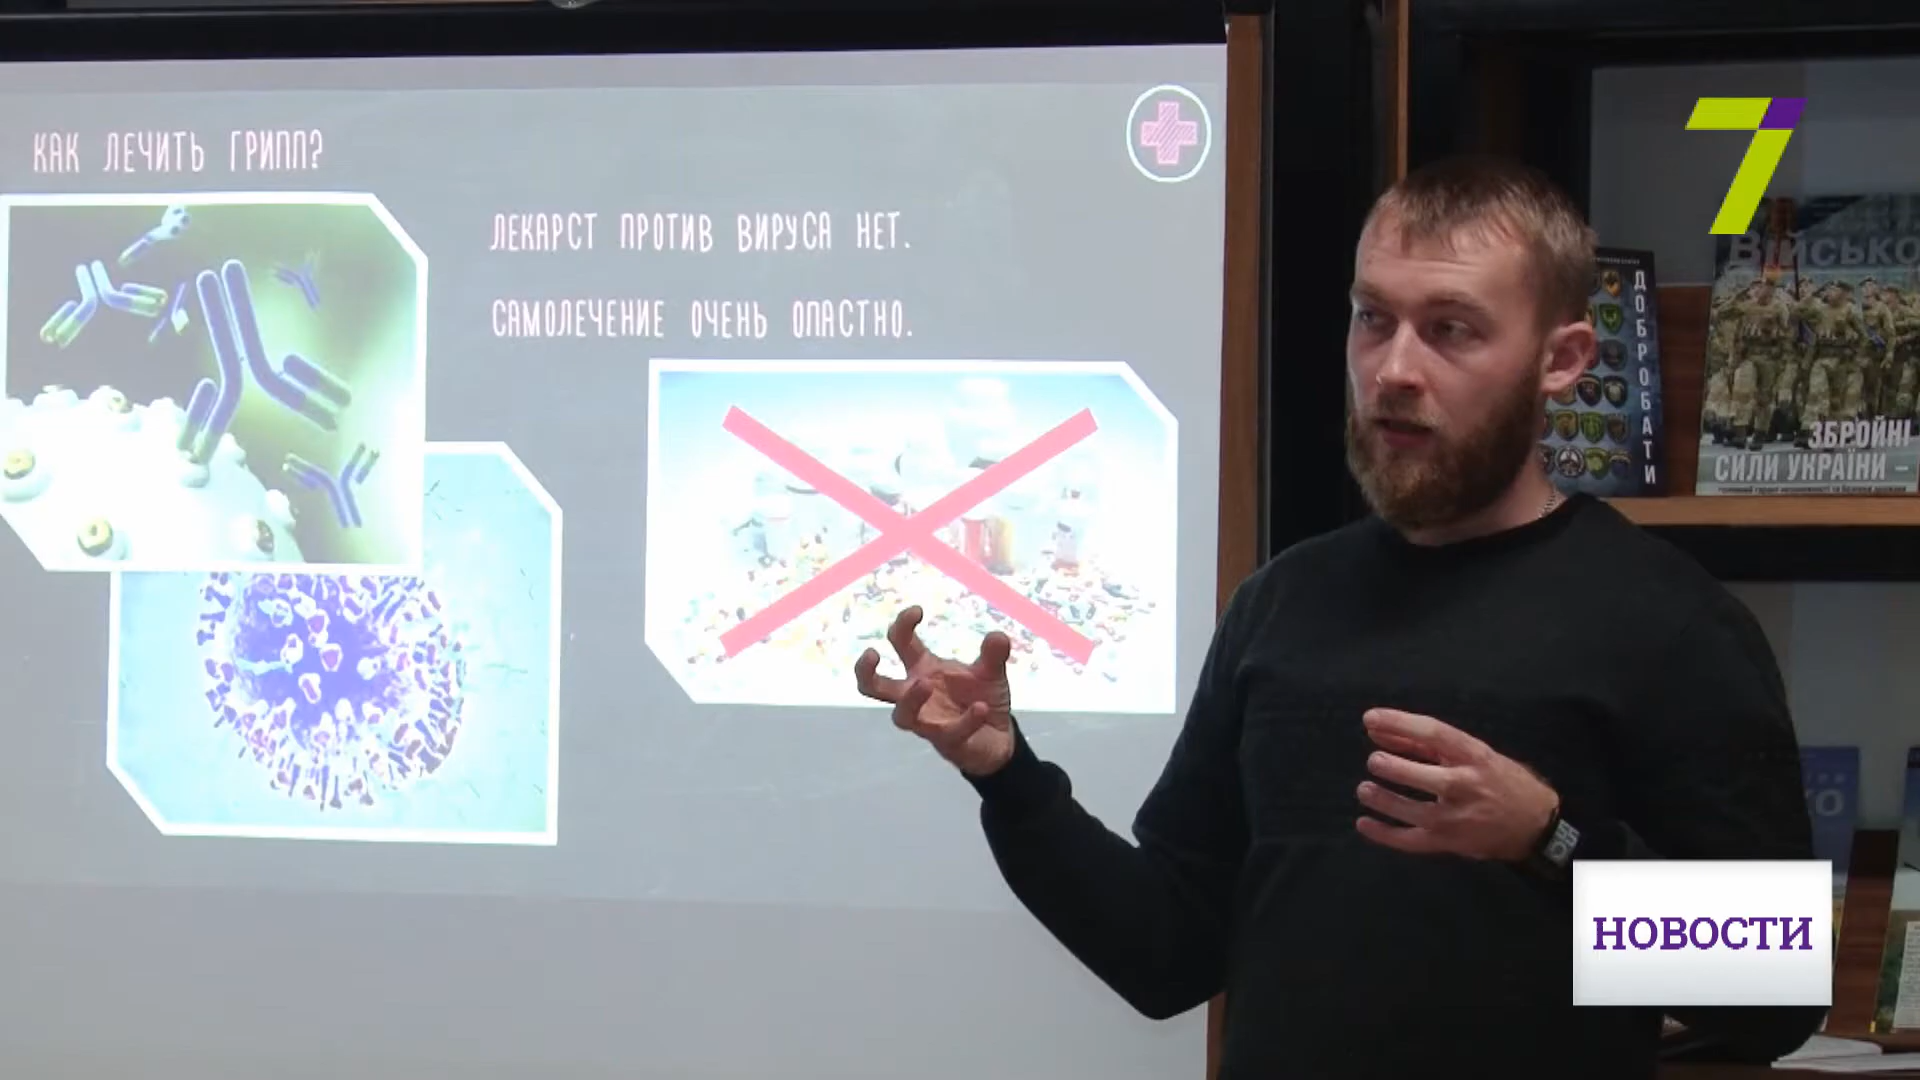 КАК ЛЕЧИТЬ ГРИПП?
ЛЕКАРСТ ПРОТИВ ВИРУСА НЕТ.
САМОЛЕЧЕНИЕ ОЧЕНЬ ОПАСТНО.
7
Військо
ДОБРОБАТИ
ЗБРОЙНІ
СИЛИ УКРАЇНИ –
НОВОСТИ